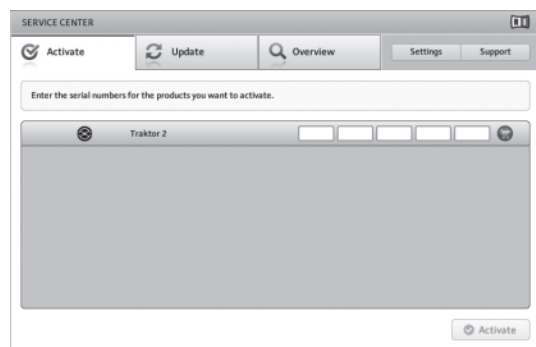 SERVICE CENTER
Activate Update Overview Settings Support
Enter the serial numbers for the products you want to activate.
Traktor 2
Activate